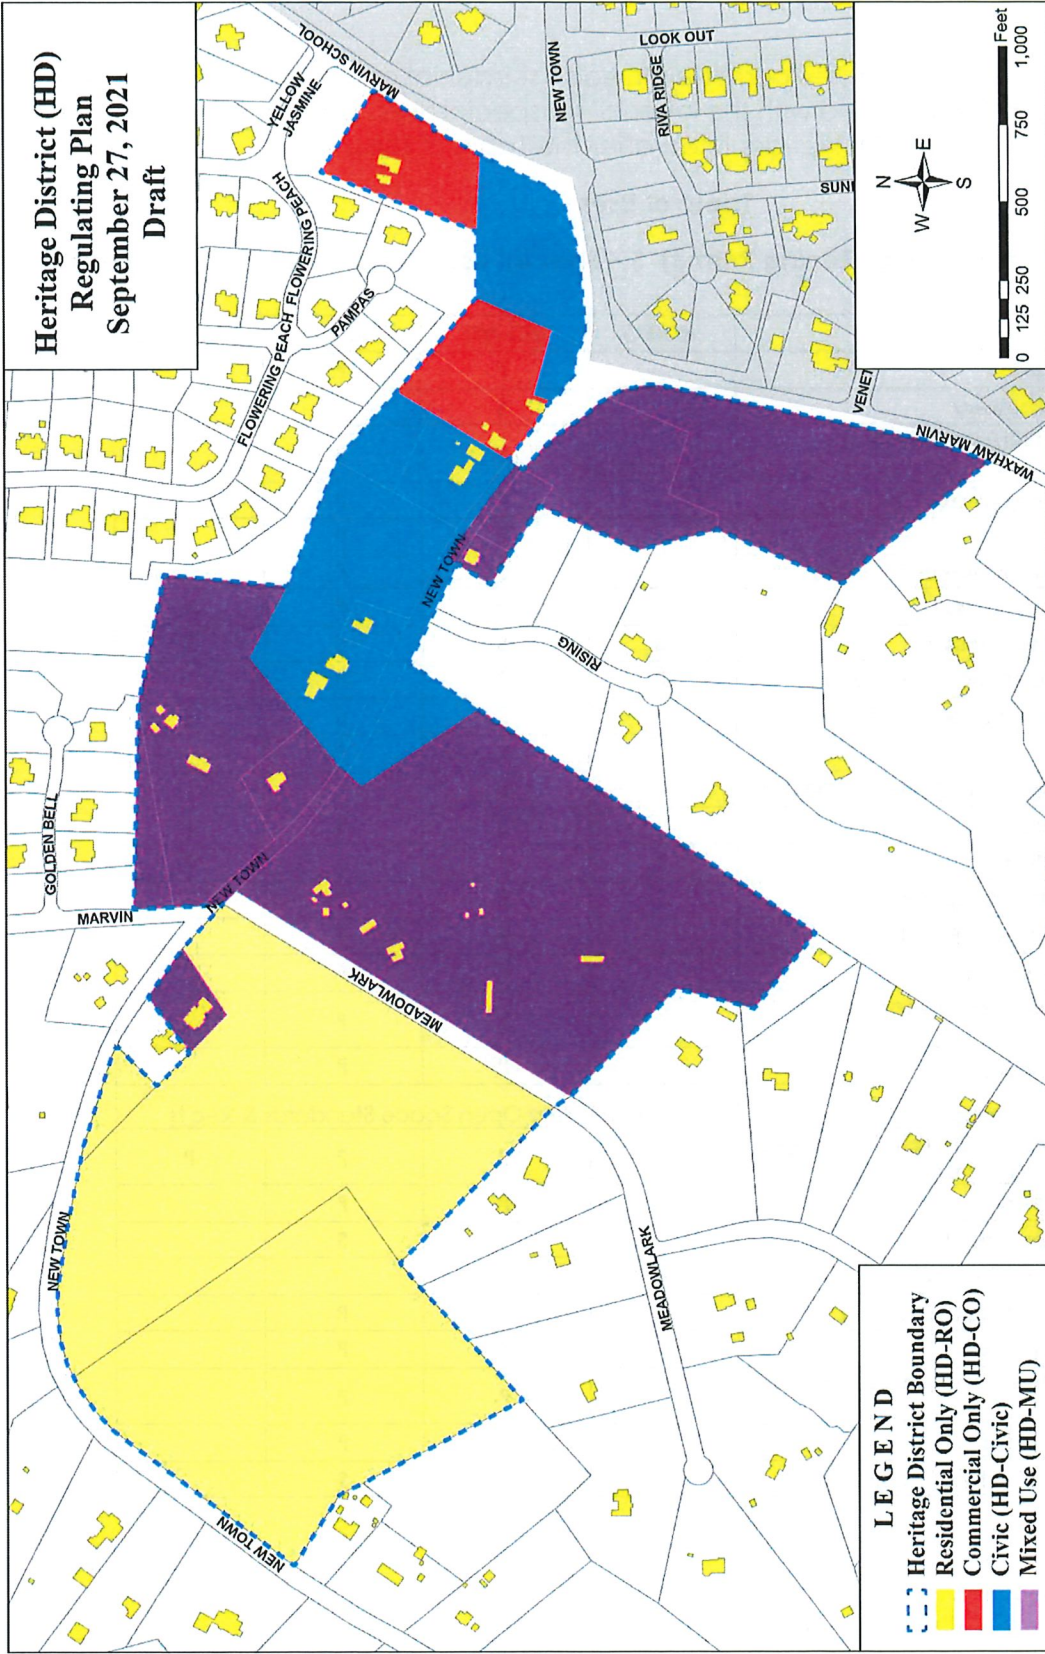 Heritage District (HD)
Regulating Plan
September 27, 2021
Draft
MARVIN SCHOOL
YELLOW
JASMINE
FLOWERING PEACH
FLOWERING PEACH
PAMPAS
NEW TOWN
LOOK OUT
RIVA RIDGE
SUNN
VENET
WAXHAW MARVIN
NEW TOWN
RISING
GOLDEN BELL
MARVIN
NEW TOWN
MEADOWLARK
NEW TOWN
MEADOWLARK
NEW TOWN
N
W E
S
Feet
0 125 250 500 750 1,000
LEGEND
Heritage District Boundary
Residential Only (HD-RO)
Commercial Only (HD-CO)
Civic (HD-Civic)
Mixed Use (HD-MU)